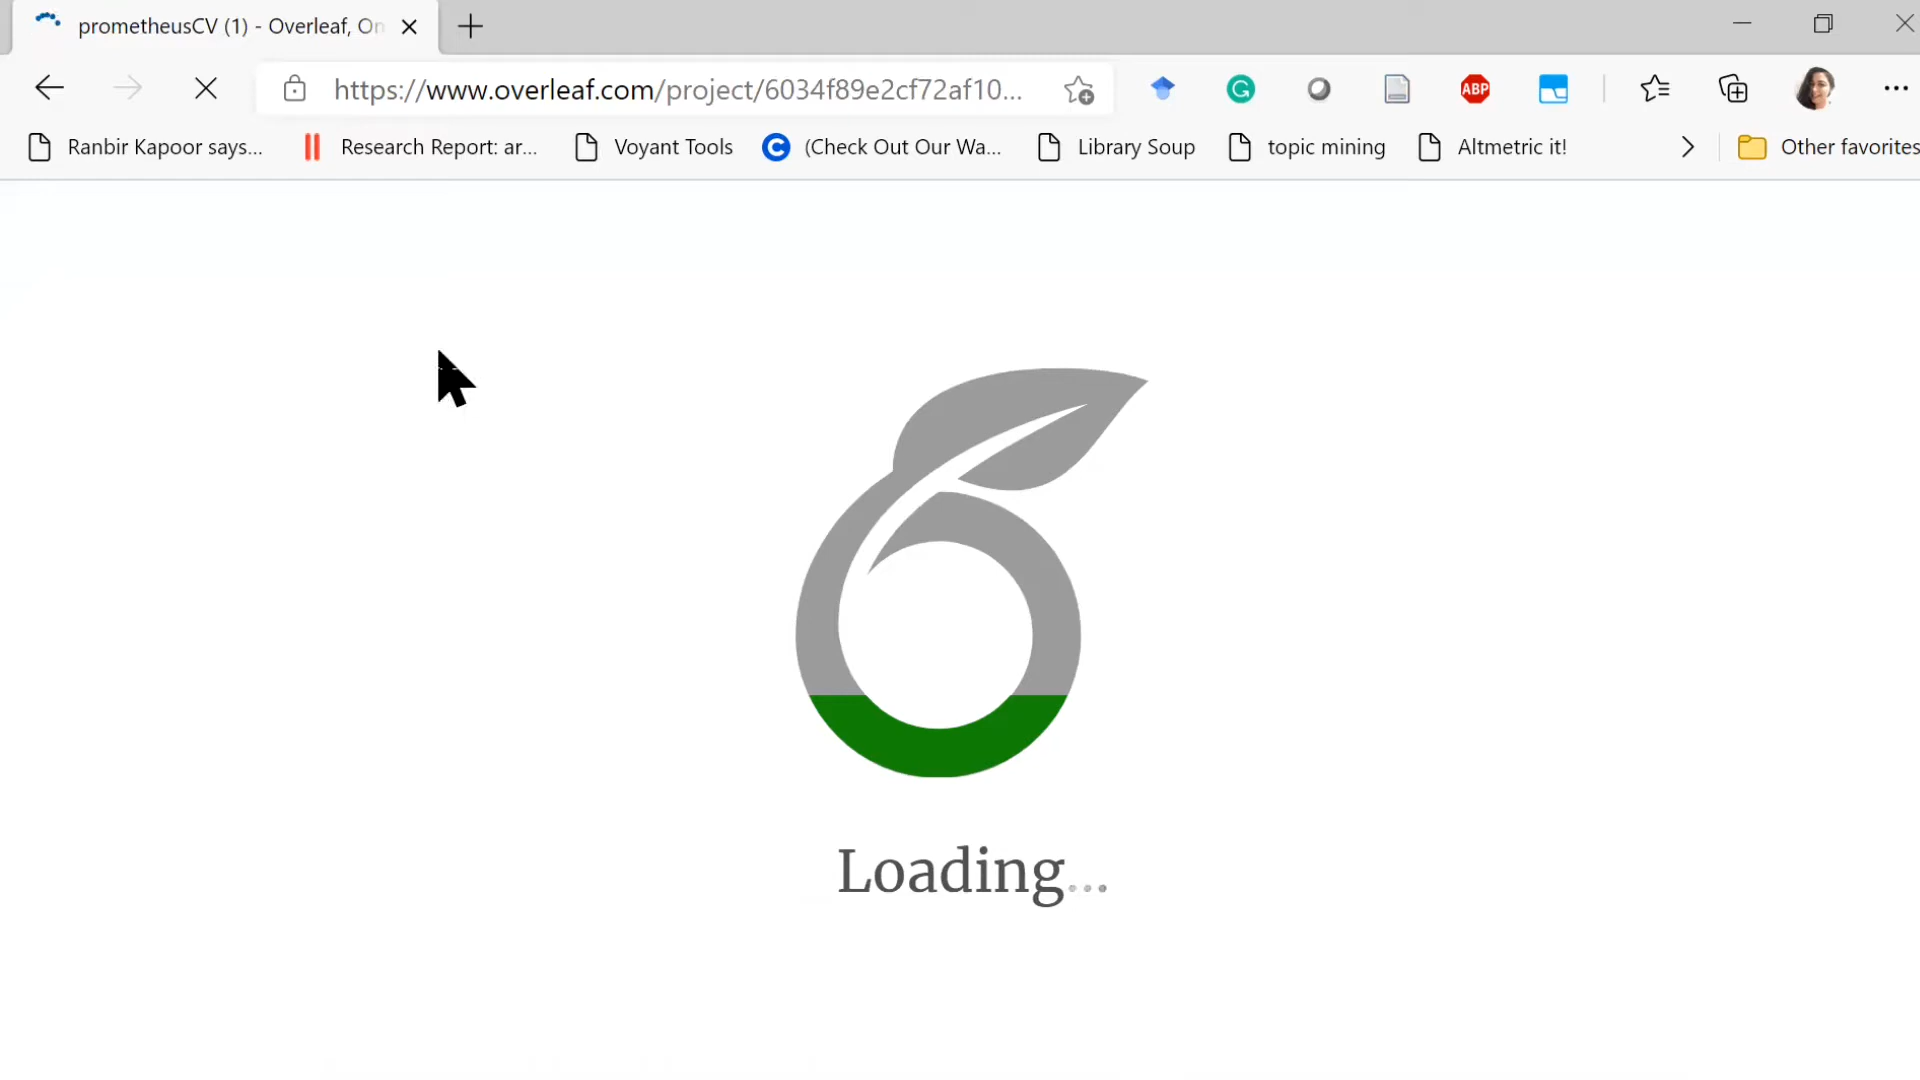 prometheusCV (1) - Overleaf, On
https://www.overleaf.com/project/6034f89e2cf72af10...
G
ABP
Ranbir Kapoor says...
Research Report: ar...
Voyant Tools
C
(Check Out Our Wa...
Library Soup
topic mining
Altmetric it!
Other favorites
Loading...